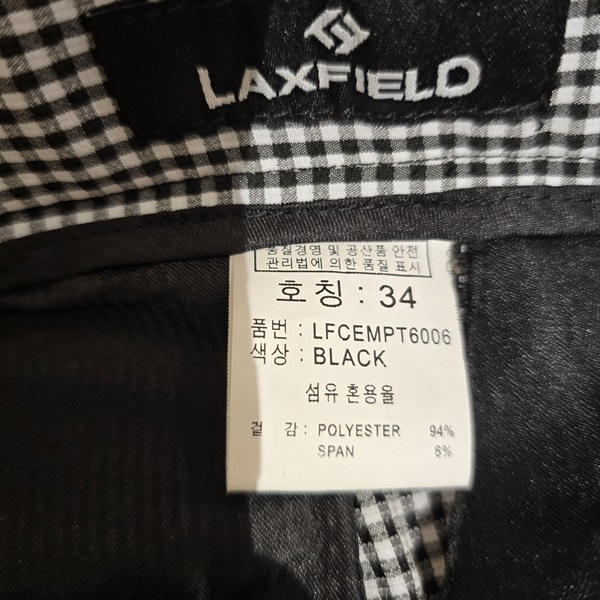 LAXFIELD
품질경영 및 공산품 안전
관리법에 의한 품질 표시
호칭 : 34
품번 : LFCEMPT6006
색상 : BLACK
섬유 혼용율
겉 감 : POLYESTER 94%
SPAN 6%